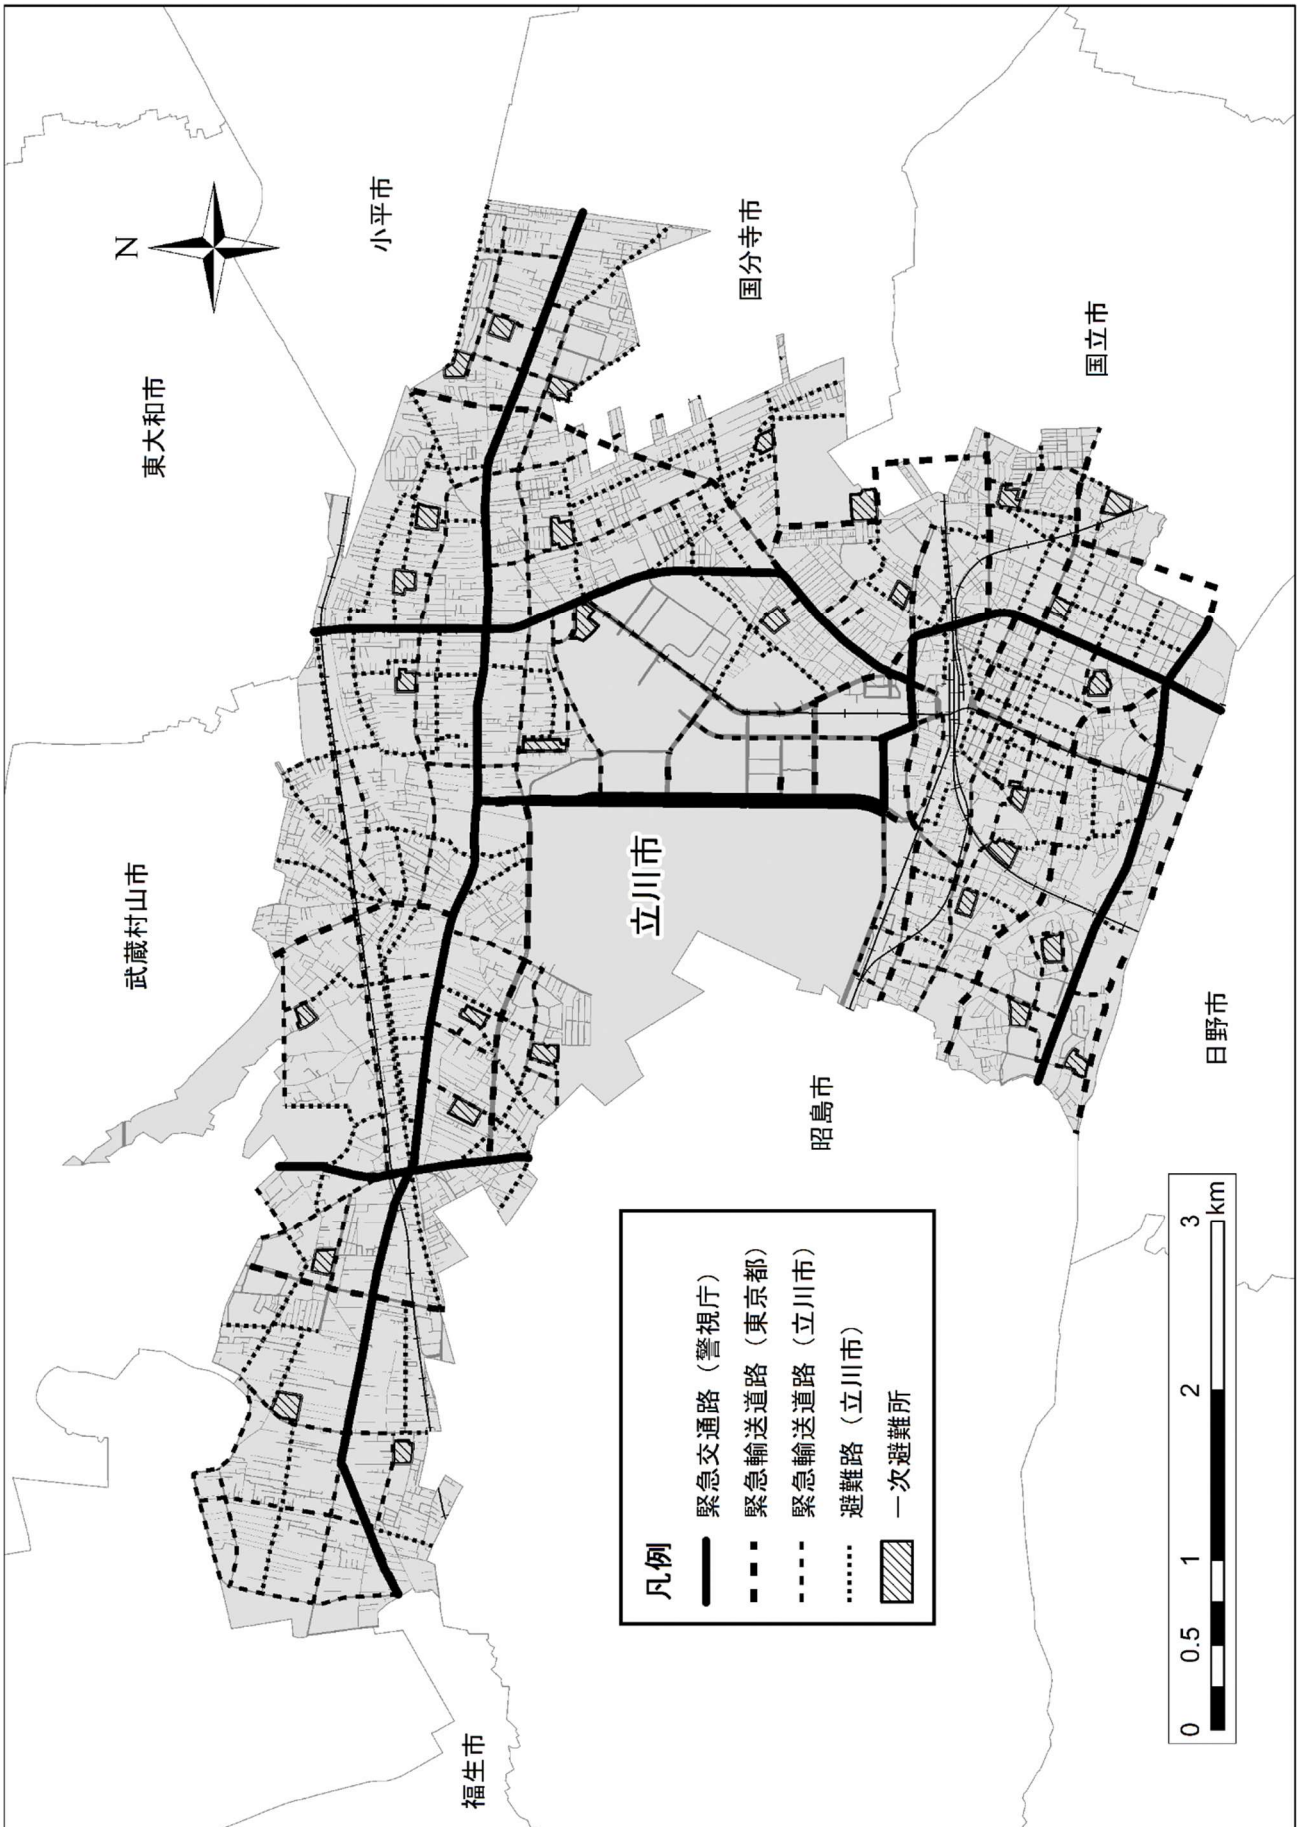 N
東大和市
小平市
武蔵村山市
国分寺市
福生市
立川市
国立市
昭島市
日野市
凡例
緊急交通路（警視庁）
緊急輸送道路（東京都）
緊急輸送道路（立川市）
避難路（立川市）
一次避難所
0 0.5 1 2 3
km